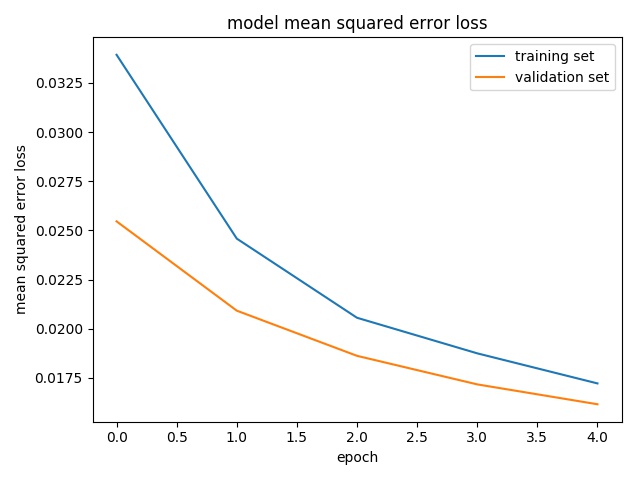 model mean squared error loss
training set
validation set
mean squared error loss
0.0325
0.0300
0.0275
0.0250
0.0225
0.0200
0.0175
0.0 0.5 1.0 1.5 2.0 2.5 3.0 3.5 4.0
epoch